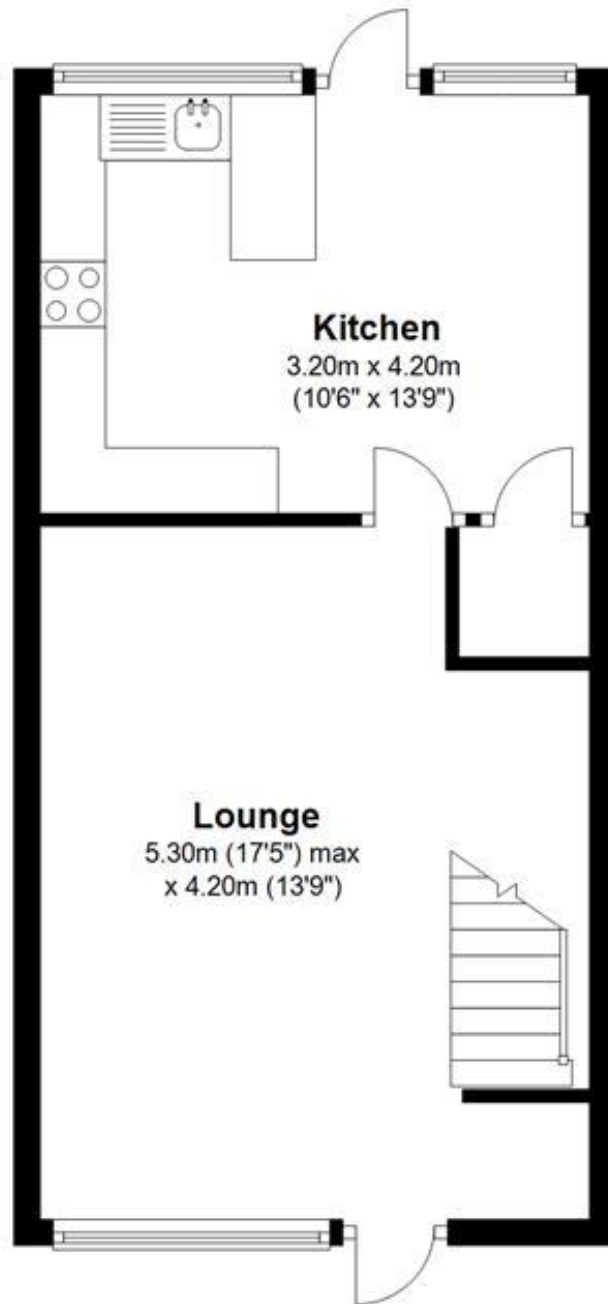 Kitchen
3.20m x 4.20m
(10'6" x 13'9")
Lounge
5.30m (17'5") max
x 4.20m (13'9")